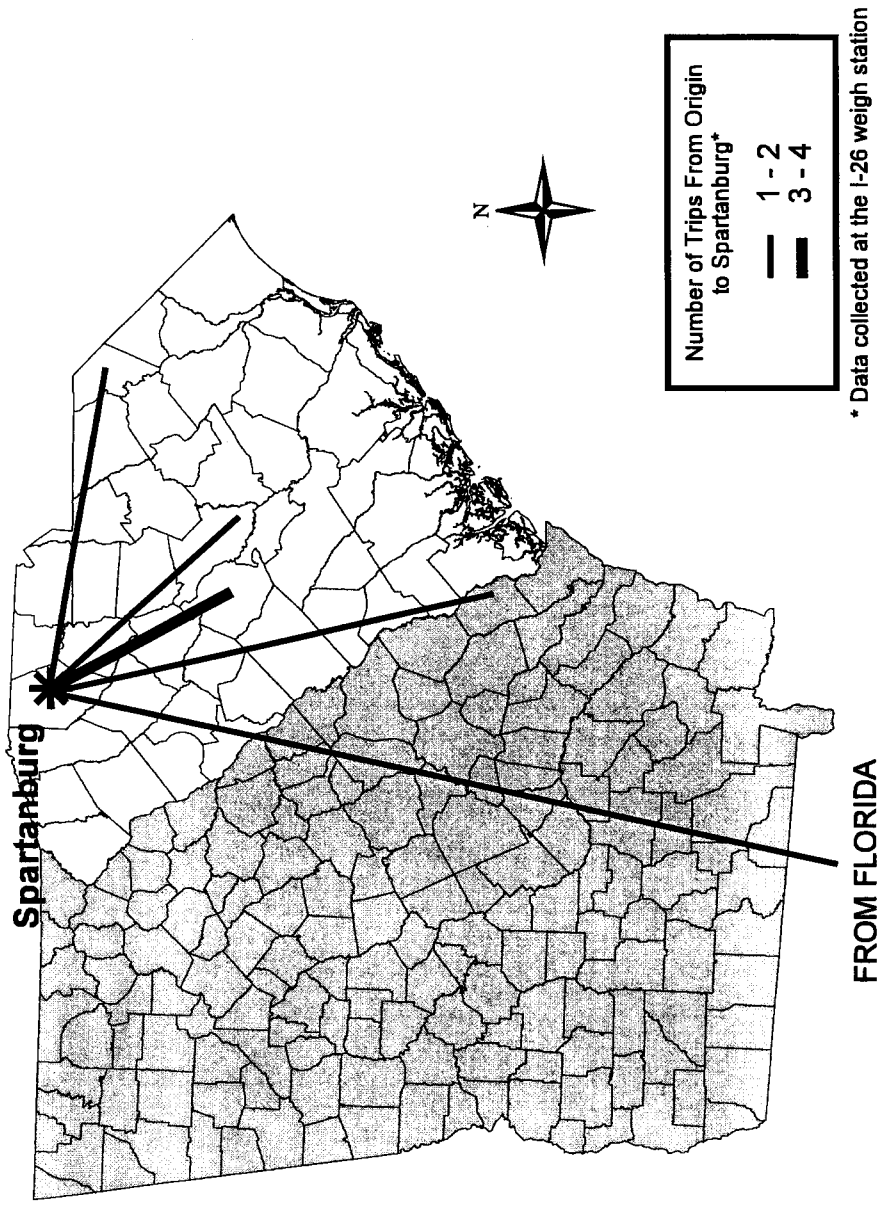 Spartanburg
N
Number of Trips From Origin
to Spartanburg*
1 - 2
3 - 4
* Data collected at the I-26 weigh station
FROM FLORIDA